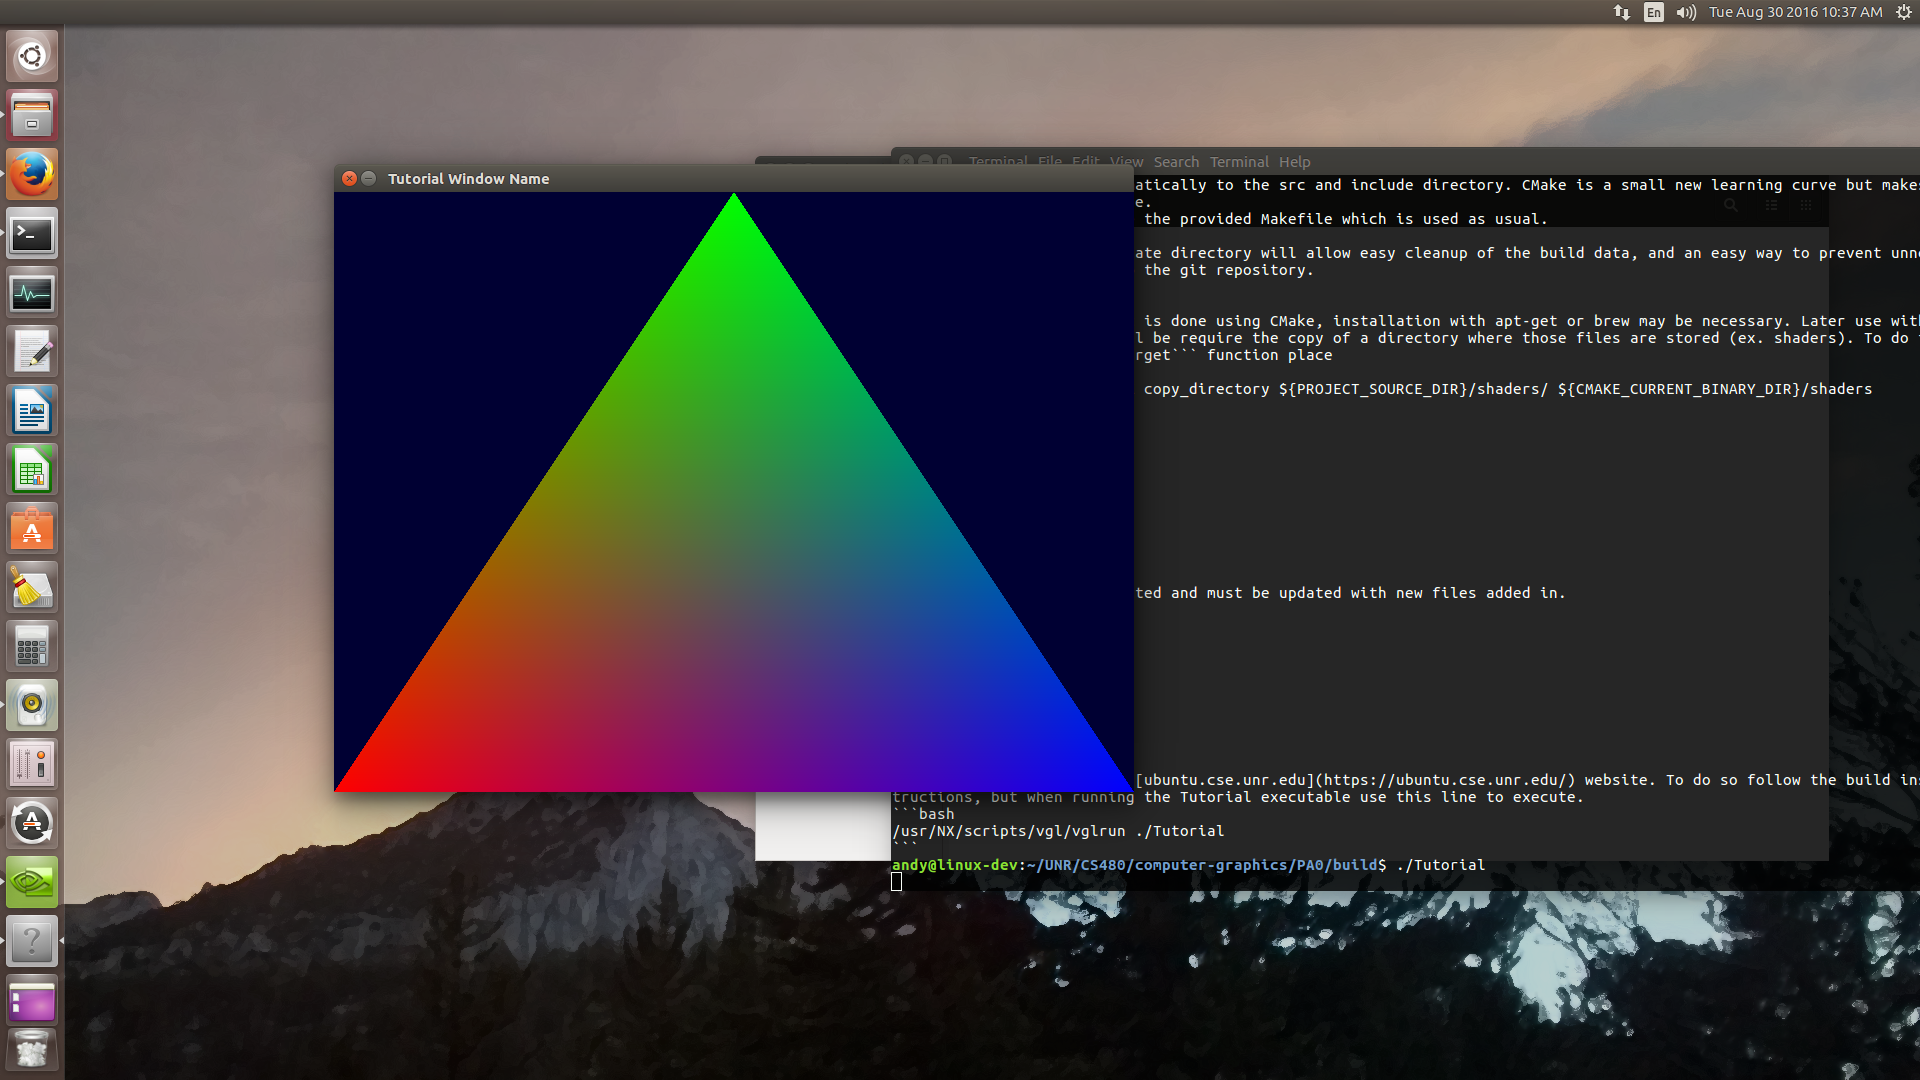 En
Tue Aug 30 2016 10:37 AM
Terminal File Edit View Search Terminal Help
Tutorial Window Name
atically to the src and include directory. CMake is a small new learning curve but makes
e.
the provided Makefile which is used as usual.
ate directory will allow easy cleanup of the build data, and an easy way to prevent unn
the git repository.
is done using CMake, installation with apt-get or brew may be necessary. Later use wit
l be require the copy of a directory where those files are stored (ex. shaders). To do
rget``` function place
copy_directory ${PROJECT_SOURCE_DIR}/shaders/ ${CMAKE_CURRENT_BINARY_DIR}/shaders
ted and must be updated with new files added in.
[ubuntu.cse.unr.edu](https://ubuntu.cse.unr.edu/) website. To do so follow the build ins
tructions, but when running the Tutorial executable use this line to execute.
```bash
/usr/NX/scripts/vgl/vglrun ./Tutorial
```
andy@linux-dev:~/UNR/CS480/computer-graphics/PA0/build$ ./Tutorial